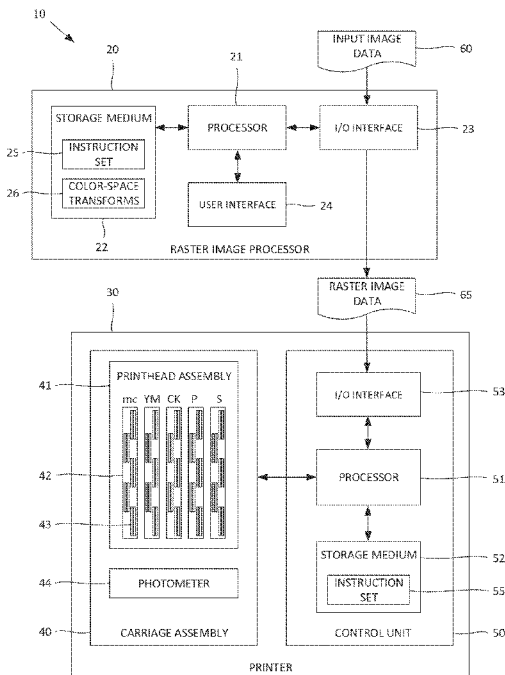 10
INPUT IMAGE
DATA
60
20
21
STORAGE MEDIUM
PROCESSOR
I/O INTERFACE
23
25
INSTRUCTION
SET
26
COLOR-SPACE
TRANSFORMS
USER INTERFACE
24
22
RASTER IMAGE PROCESSOR
RASTER IMAGE
DATA
65
30
41
PRINTHEAD ASSEMBLY
mc YM CK P S
I/O INTERFACE
53
42
PROCESSOR
51
43
STORAGE MEDIUM
52
INSTRUCTION
SET
55
44
PHOTOMETER
40
CARRIAGE ASSEMBLY
CONTROL UNIT
50
PRINTER